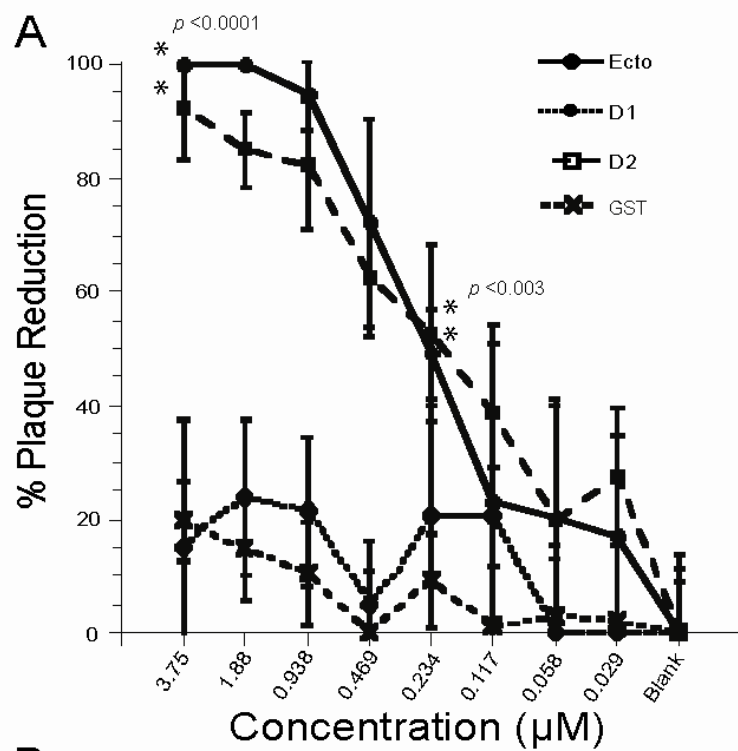 A
p <0.0001
*
*
Ecto
D1
D2
GST
100
80
60
40
20
0
% Plaque Reduction
*
*
p <0.003
3.75
1.88
0.938
0.469
0.234
0.117
0.058
0.029
Blank
Concentration (µM)